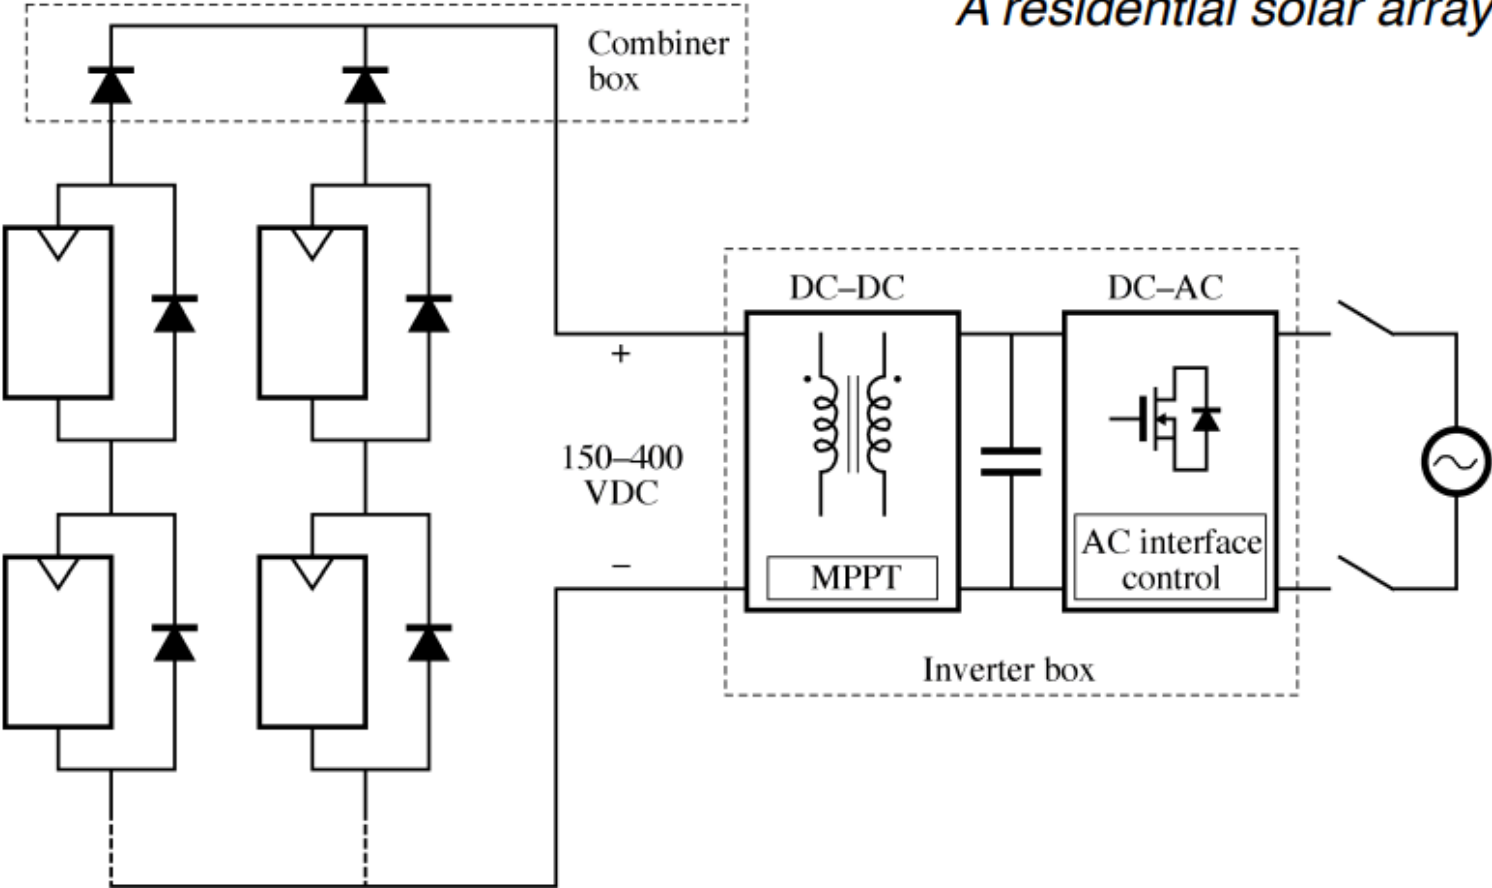 A residential solar array
Combiner
box
DC–DC
DC–AC
+
150–400
VDC
–
MPPT
AC interface
control
Inverter box